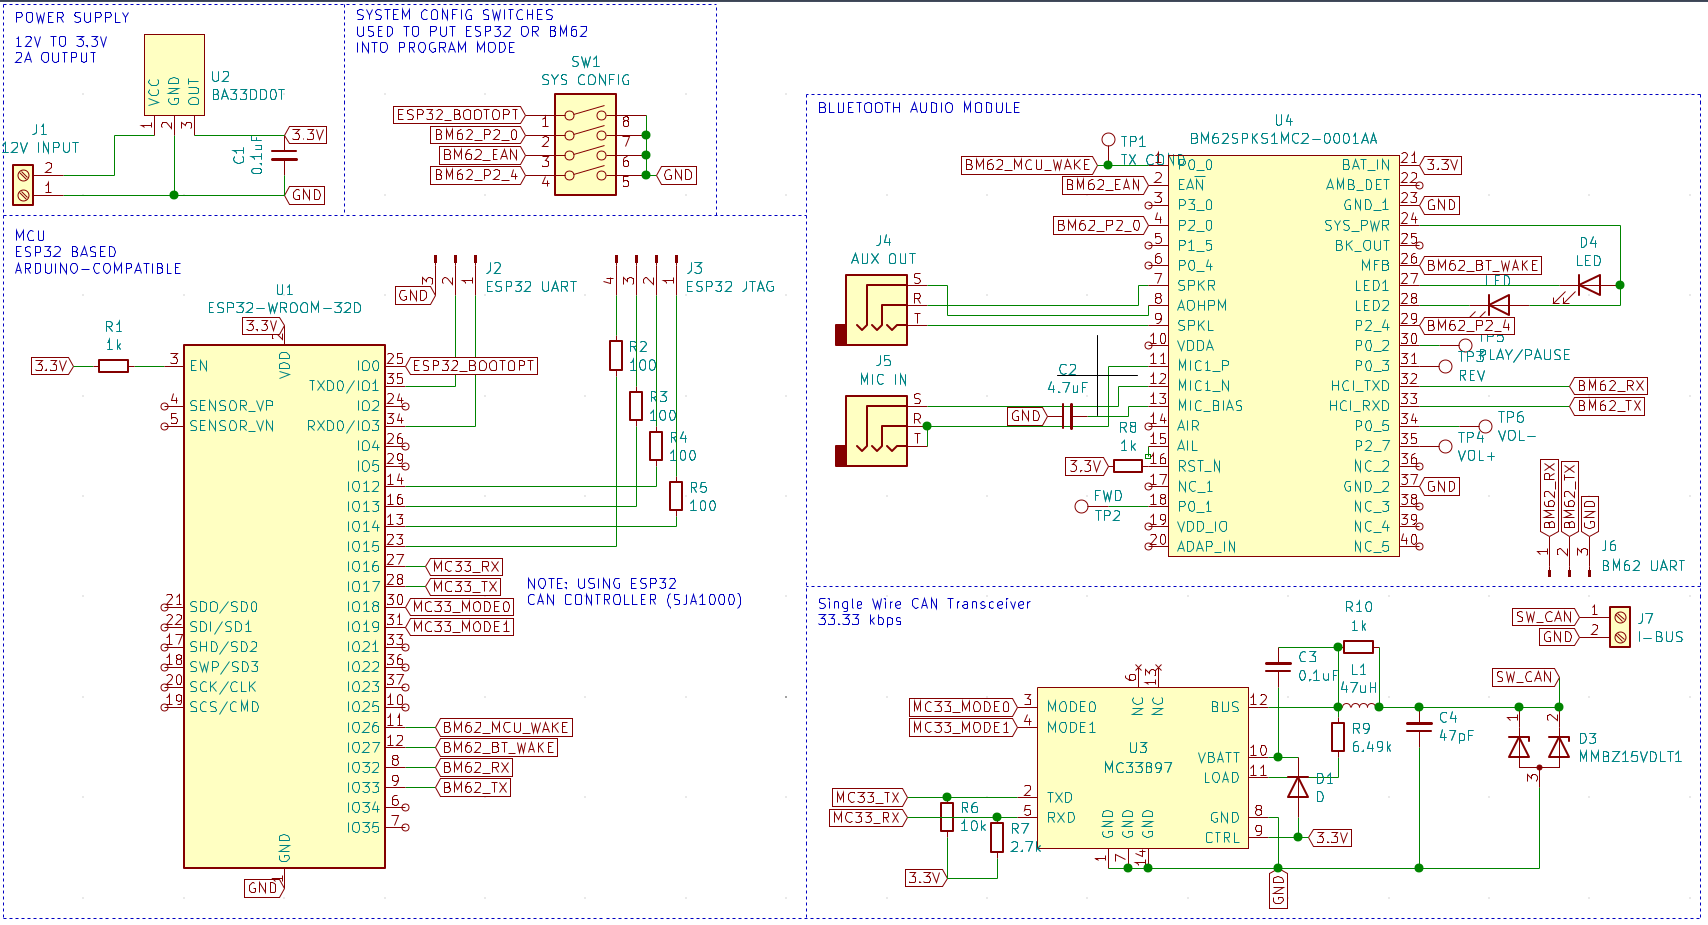 POWER SUPPLY
12V TO 3.3V
2A OUTPUT
U2
BA33DD0T
VCC
GND
OUT
1
2
3
J1
12V INPUT
2
1
C1
0.1uF
3.3V
GND
SYSTEM CONFIG SWITCHES
USED TO PUT ESP32 OR BM62
INTO PROGRAM MODE
SW1
SYS CONFIG
ESP32_BOOTOPT
BM62_P2_0
BM62_EAN
BM62_P2_4
1
2
3
4
8
7
6
5
GND
MCU
ESP32 BASED
ARDUINO-COMPATIBLE
U1
ESP32-WROOM-32D
3.3V
2
VDD
R1
1k
3.3V
3 EN
4 SENSOR_VP
5 SENSOR_VN
21 SDO/SD0
22 SDI/SD1
17 SHD/SD2
18 SWP/SD3
20 SCK/CLK
19 SCS/CMD
IO0 25 ESP32_BOOTOPT
TXD0/IO1 35
IO2 24
RXD0/IO3 34
IO4 26
IO5 29
IO12 14
IO13 16
IO14 13
IO15 23
IO16 27 MC33_RX
IO17 28 MC33_TX
IO18 30 MC33_MODE0
IO19 31 MC33_MODE1
IO21 33
IO22 36
IO23 37
IO25 10
IO26 11 BM62_MCU_WAKE
IO27 12 BM62_BT_WAKE
IO32 8 BM62_RX
IO33 9 BM62_TX
IO34 6
IO35 7
GND
1
GND
3
2
1
J2
ESP32 UART
GND
4
3
2
1
J3
ESP32 JTAG
R2
100
R3
100
R4
100
R5
100
NOTE: USING ESP32
CAN CONTROLLER (SJA1000)
BLUETOOTH AUDIO MODULE
U4
BM62SPKS1MC2-0001AA
TP1
TX COND
BM62_MCU_WAKE
BM62_EAN
BM62_P2_0
1 P0_0
2 EAN
3 P3_0
4 P2_0
5 P1_5
6 P0_4
7 SPKR
8 AOHPM
9 SPKL
10 VDDA
11 MIC1_P
12 MIC1_N
13 MIC_BIAS
14 AIR
15 AIL
16 RST_N
17 NC_1
18 P0_1
19 VDD_IO
20 ADAP_IN
BAT_IN 21 3.3V
AMB_DET 22
GND_1 23 GND
SYS_PWR 24
BK_OUT 25
MFB 26 BM62_BT_WAKE
LED1 27
LED2 28
P2_4 29 BM62_P2_4
P0_2 30
P0_3 31
HCI_TXD 32 BM62_RX
HCI_RXD 33 BM62_TX
P0_5 34
P2_7 35
NC_2 36
GND_2 37 GND
NC_3 38
NC_4 39
NC_5 40
J4
AUX OUT
S
R
T
J5
MIC IN
S
R
T
C2
4.7uF
GND
R8
1k
3.3V
FWD
TP2
D4
LED
LED
TP5
PLAY/PAUSE
TP3
REV
TP6
VOL-
TP4
VOL+
BM62_RX
BM62_TX
GND
1
2
3
J6
BM62 UART
Single Wire CAN Transceiver
33.33 kbps
MC33_MODE0
MC33_MODE1
MC33_TX
MC33_RX
3 MODE0
4 MODE1
2 TXD
5 RXD
6 NC
13 NC
U3
MC33897
BUS 12
VBATT 10
LOAD 11
GND 8
CTRL 9
GND
GND
GND
1
7
14
R6
10k
R7
2.7k
3.3V
C3
0.1uF
R10
1k
L1
47uH
R9
6.49k
D1
D
3.3V
GND
C4
47pF
SW_CAN
1
2
3
D3
MMBZ15VDLT1
SW_CAN 1
GND 2
J7
I-BUS